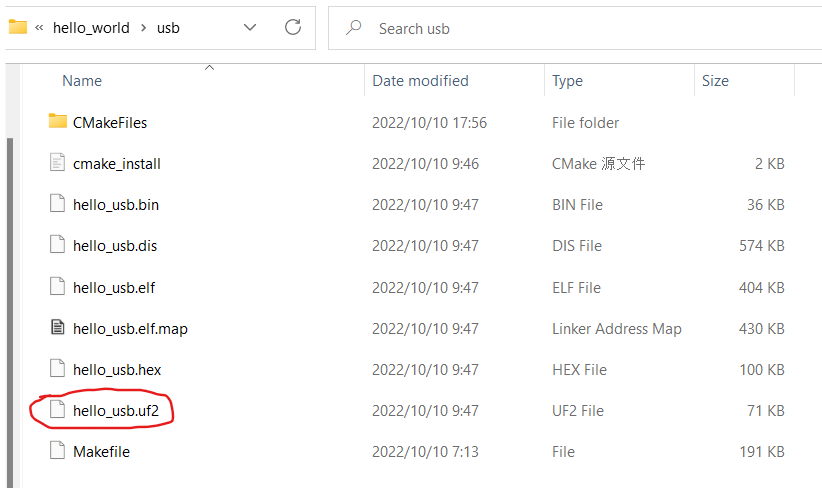 « hello_world > usb Search usb
Name Date modified Type Size
CMakeFiles 2022/10/10 17:56 File folder
cmake_install 2022/10/10 9:46 CMake 源文件 2 KB
hello_usb.bin 2022/10/10 9:47 BIN File 36 KB
hello_usb.dis 2022/10/10 9:47 DIS File 574 KB
hello_usb.elf 2022/10/10 9:47 ELF File 404 KB
hello_usb.elf.map 2022/10/10 9:47 Linker Address Map 430 KB
hello_usb.hex 2022/10/10 9:47 HEX File 100 KB
hello_usb.uf2 2022/10/10 9:47 UF2 File 71 KB
Makefile 2022/10/10 7:13 File 191 KB